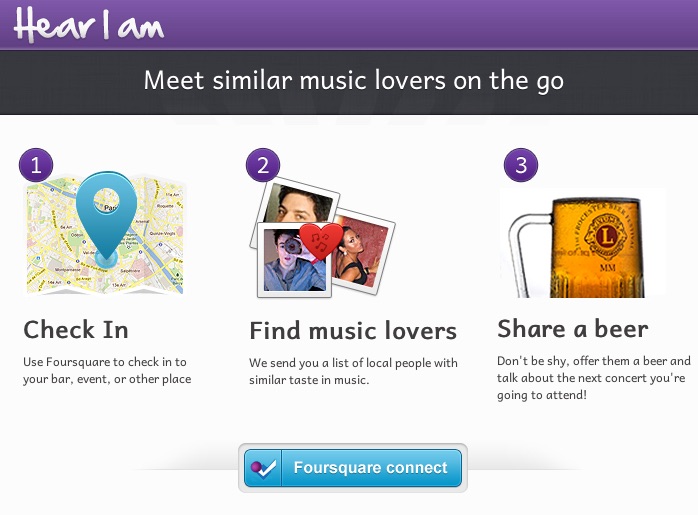 Hear I am
Meet similar music lovers on the go
1
2
3
Check In
Use Foursquare to check in to
your bar, event, or other place
Find music lovers
We send you a list of local people with
similar taste in music.
Share a beer
Don't be shy, offer them a beer and
talk about the next concert you're
going to attend!
Foursquare connect
L
MM